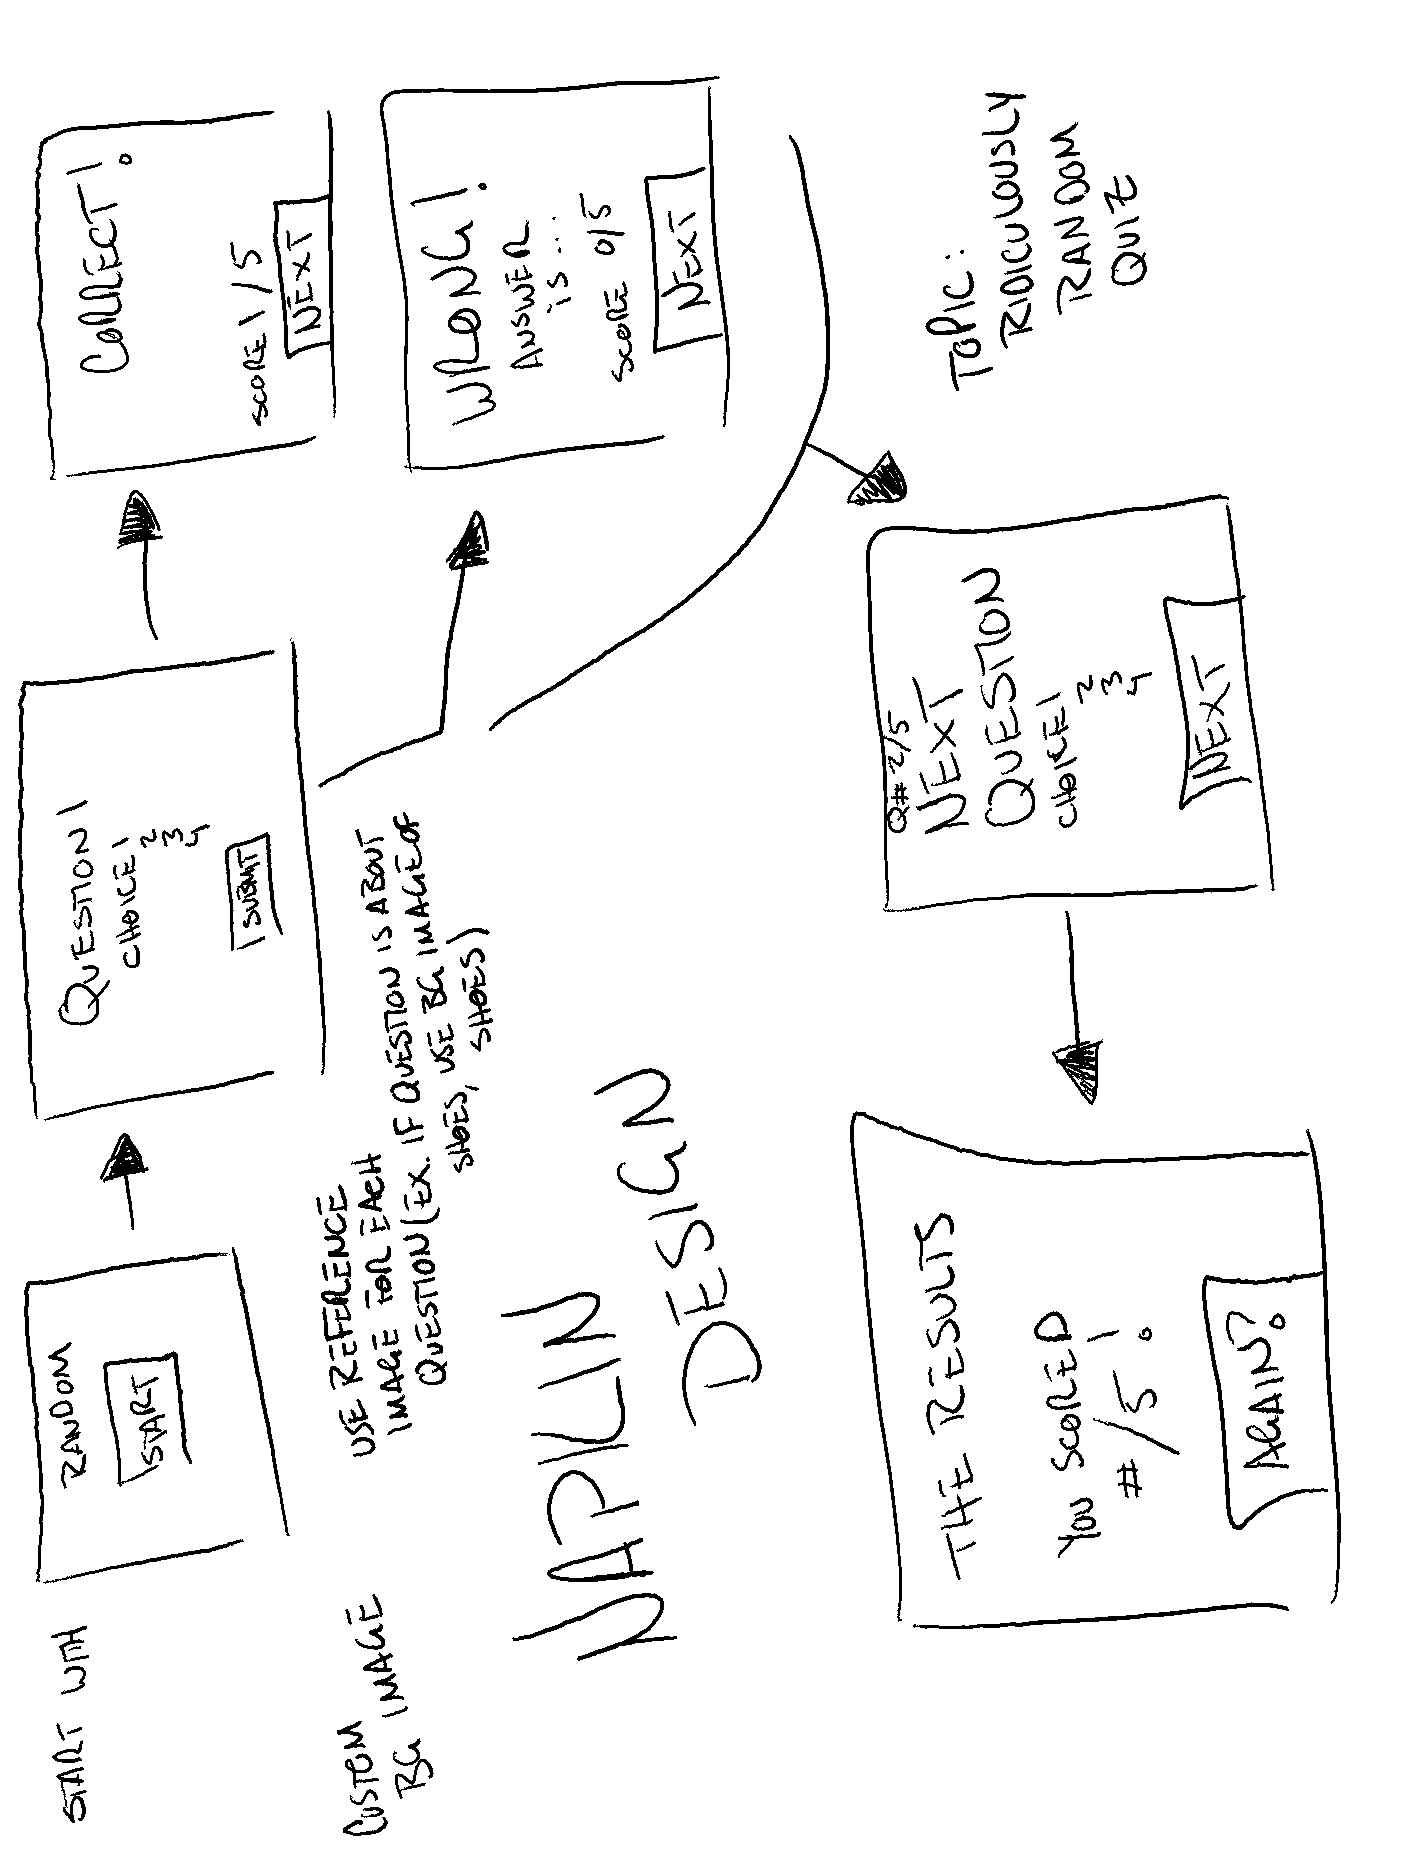 START WITH
RANDOM
START
QUESTION 1
CHOICE 1
2
3
4
SUBMIT
CORRECT!
SCORE 1/5
NEXT
WRONG!
ANSWER
IS...
SCORE 0/5
NEXT
CUSTOM
BG IMAGE
USE REFERENCE
IMAGE FOR EACH
QUESTION (EX. IF QUESTION IS ABOUT
SHOES, USE BG IMAGE OF
SHOES)
NAPKIN
DESIGN
TOPIC:
RIDICULOUSLY
RANDOM
QUIZ
Q# 2/5
NEXT
QUESTION
CHOICE 1
2
3
4
NEXT
THE RESULTS
YOU SCORED
#/5!
AGAIN?